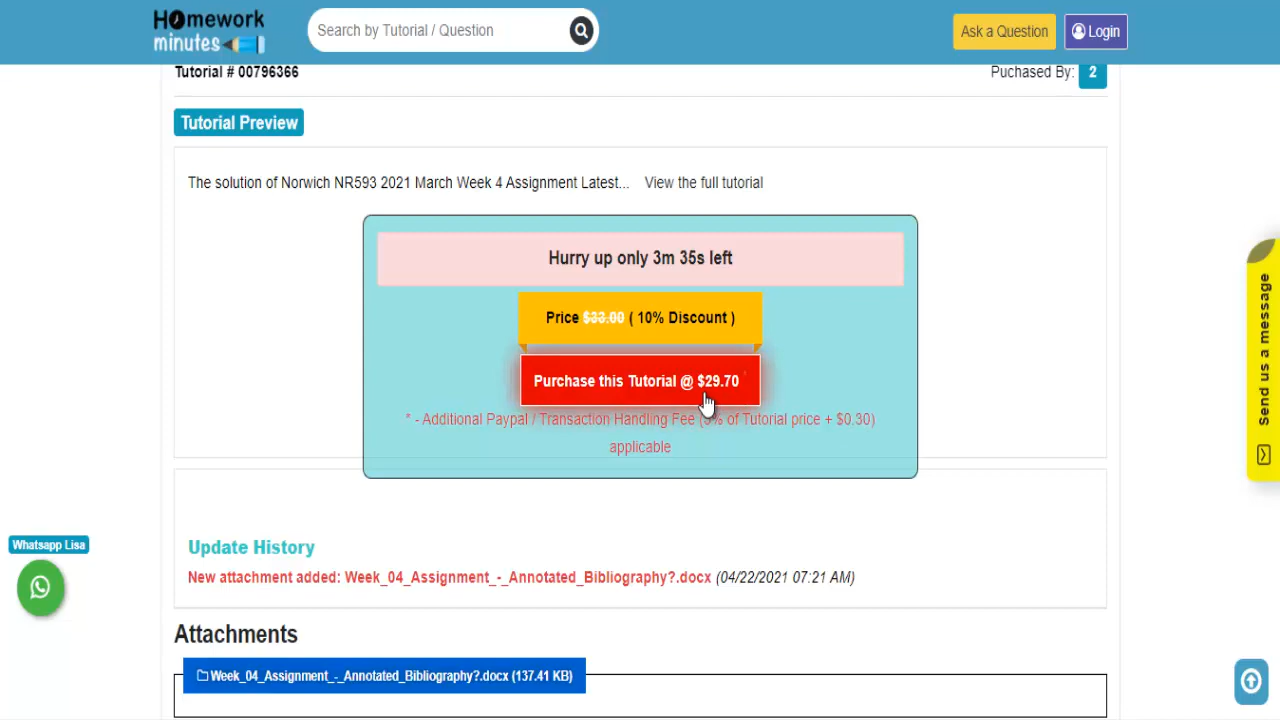 Homework
minutes
Search by Tutorial / Question
Ask a Question
Login
Tutorial # 00796366
Puchased By: 2
Tutorial Preview
The solution of Norwich NR593 2021 March Week 4 Assignment Latest... View the full tutorial
Hurry up only 3m 35s left
Price $33.00 ( 10% Discount )
Purchase this Tutorial @ $29.70 *
* - Additional Paypal / Transaction Handling Fee ( % of Tutorial price + $0.30)
applicable
Send us a message
Whatsapp Lisa
Update History
New attachment added: Week_04_Assignment_-_Annotated_Bibliography?.docx (04/22/2021 07:21 AM)
Attachments
Week_04_Assignment_-_Annotated_Bibliography?.docx (137.41 KB)